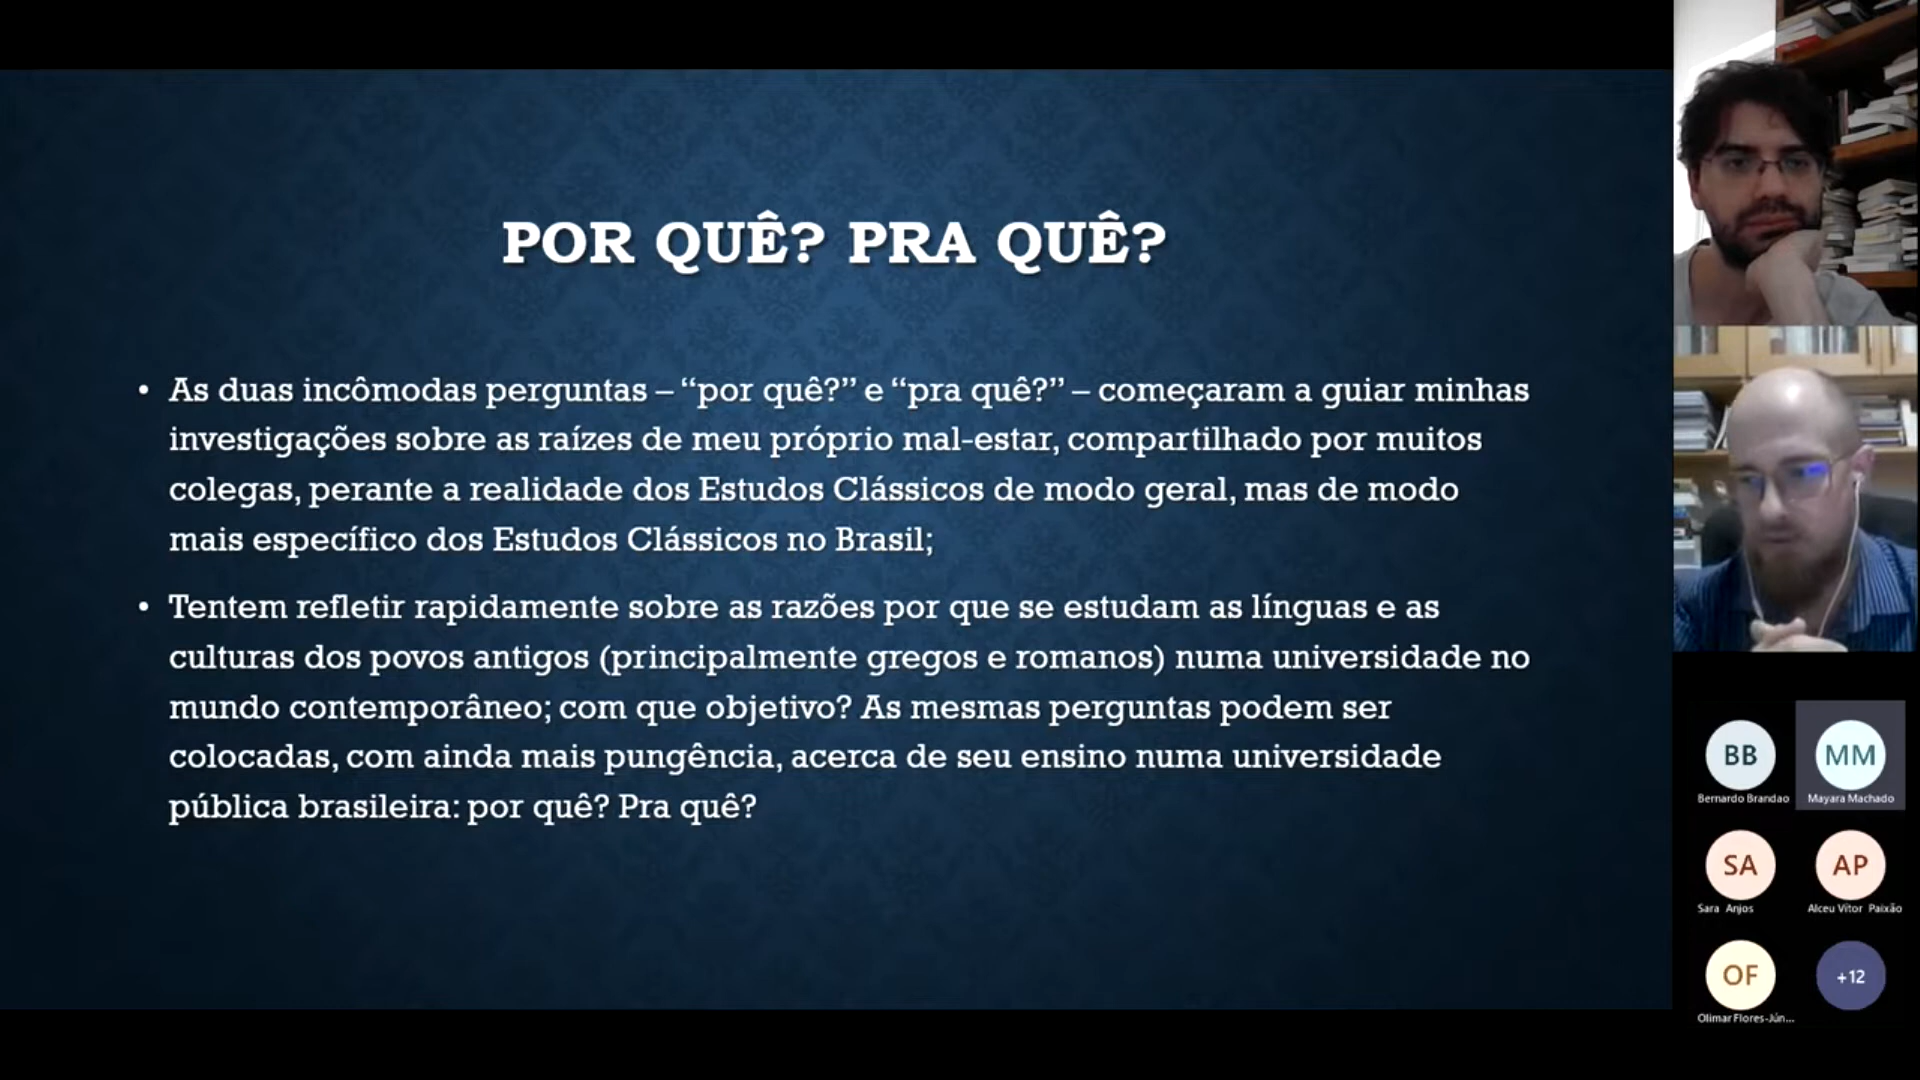 POR QUÊ? PRA QUÊ?
• As duas incômodas perguntas – “por quê?” e “pra quê?” – começaram a guiar minhas
investigações sobre as raízes de meu próprio mal-estar, compartilhado por muitos
colegas, perante a realidade dos Estudos Clássicos de modo geral, mas de modo
mais específico dos Estudos Clássicos no Brasil;
• Tentem refletir rapidamente sobre as razões por que se estudam as línguas e as
culturas dos povos antigos (principalmente gregos e romanos) numa universidade no
mundo contemporâneo; com que objetivo? As mesmas perguntas podem ser
colocadas, com ainda mais pungência, acerca de seu ensino numa universidade
pública brasileira: por quê? Pra quê?
BB
Bernardo Brandao
MM
Mayara Machado
SA
Sara Anjos
AP
Alceu Vítor Paixão
OF
Olimar Flores-Jún...
+12